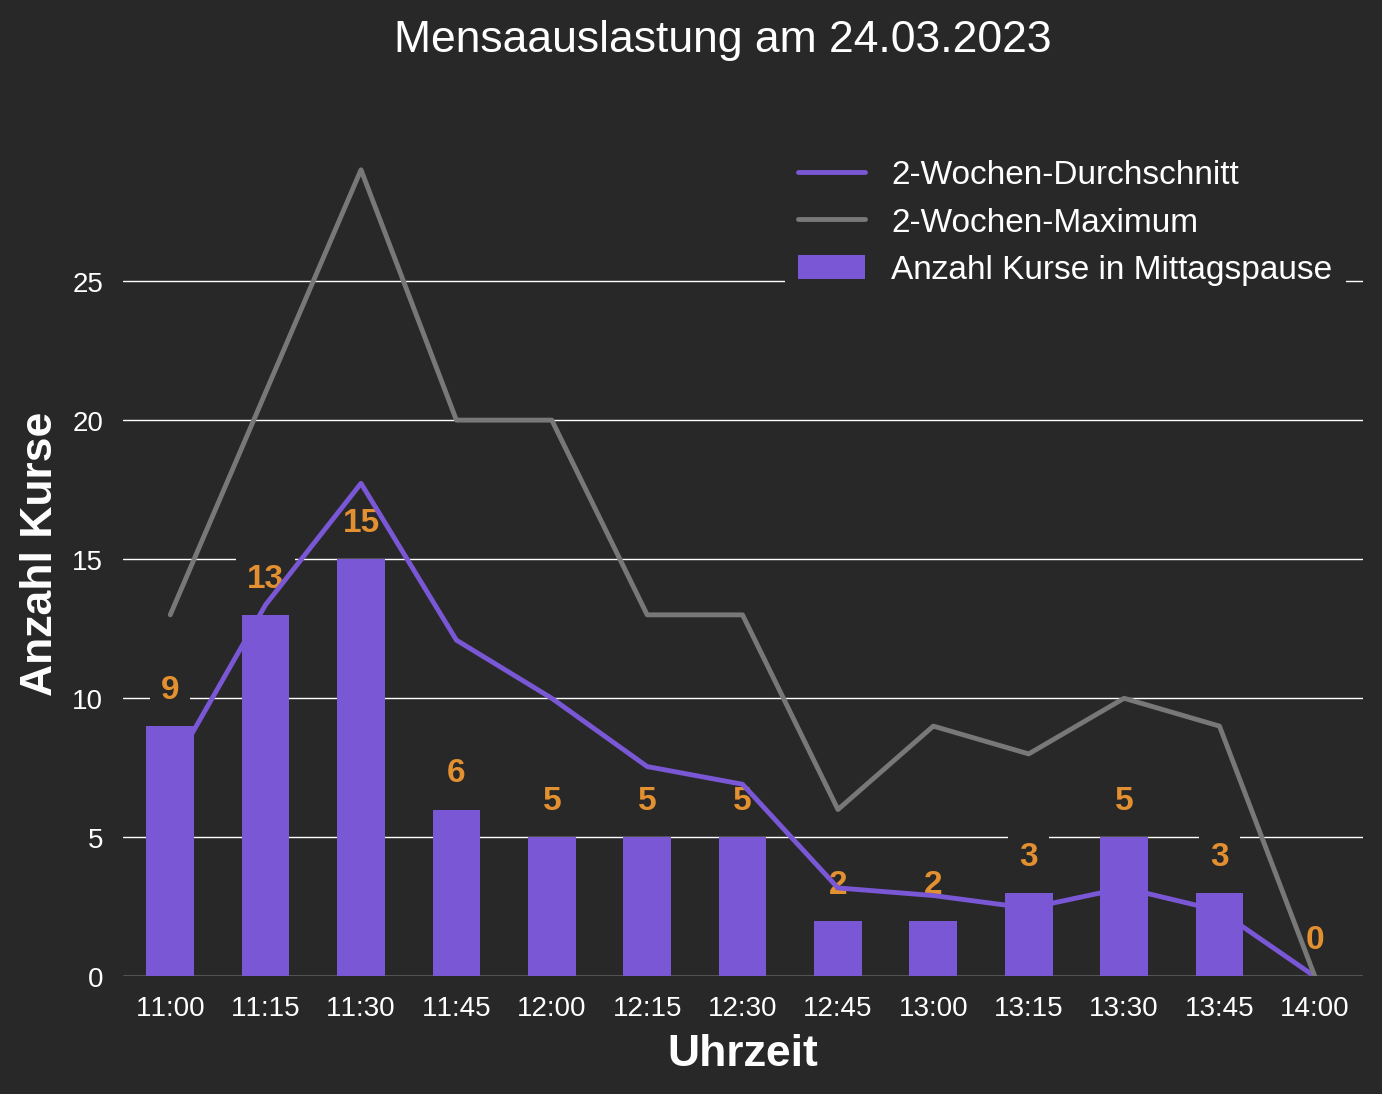 Mensaauslastung am 24.03.2023
2-Wochen-Durchschnitt
2-Wochen-Maximum
Anzahl Kurse in Mittagspause
Anzahl Kurse
25
20
15
10
5
0
9
13
15
6
5
5
5
2
2
3
5
3
0
11:00 11:15 11:30 11:45 12:00 12:15 12:30 12:45 13:00 13:15 13:30 13:45 14:00
Uhrzeit